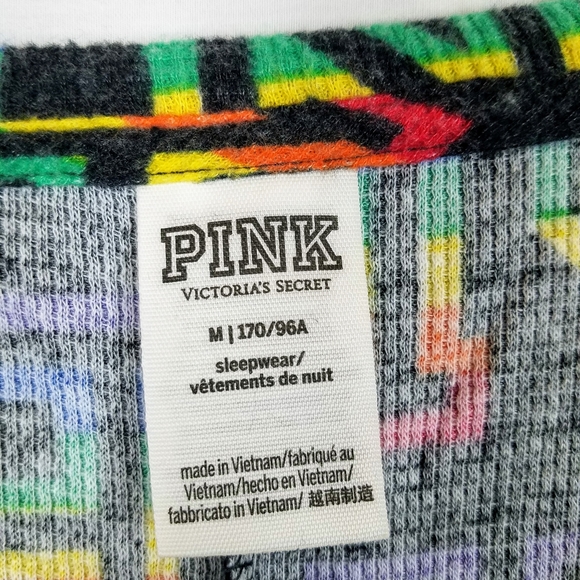 PINK
VICTORIA'S SECRET
M | 170/96A
sleepwear/
vêtements de nuit
made in Vietnam/fabriqué au
Vietnam/hecho en Vietnam/
fabbricato in Vietnam/ 越南制造